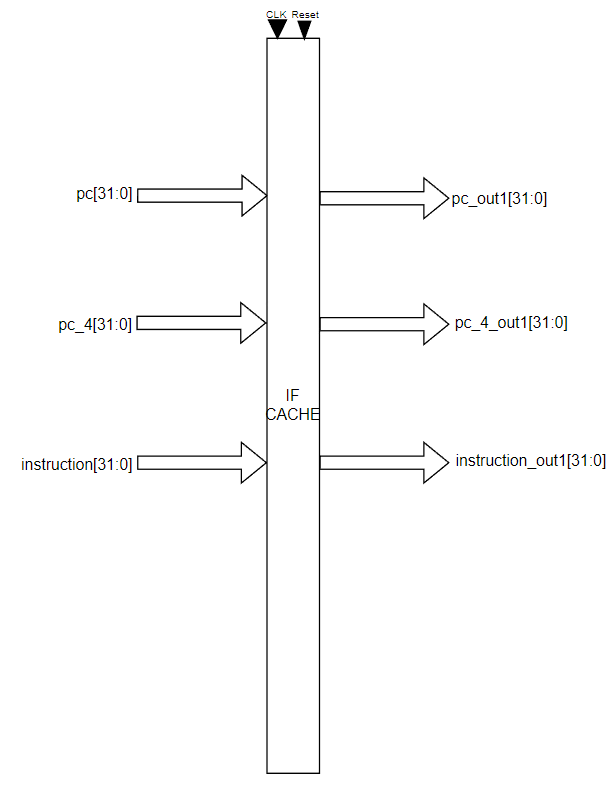 CLK Reset
pc[31:0]
pc_out1[31:0]
pc_4[31:0]
pc_4_out1[31:0]
IF
CACHE
instruction[31:0]
instruction_out1[31:0]